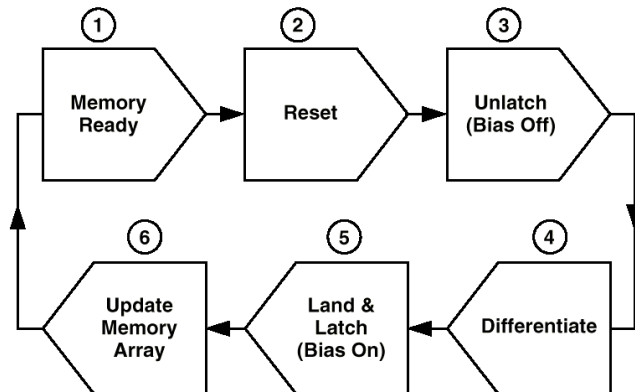 1
Memory
Ready
2
Reset
3
Unlatch
(Bias Off)
4
Differentiate
5
Land &
Latch
(Bias On)
6
Update
Memory
Array